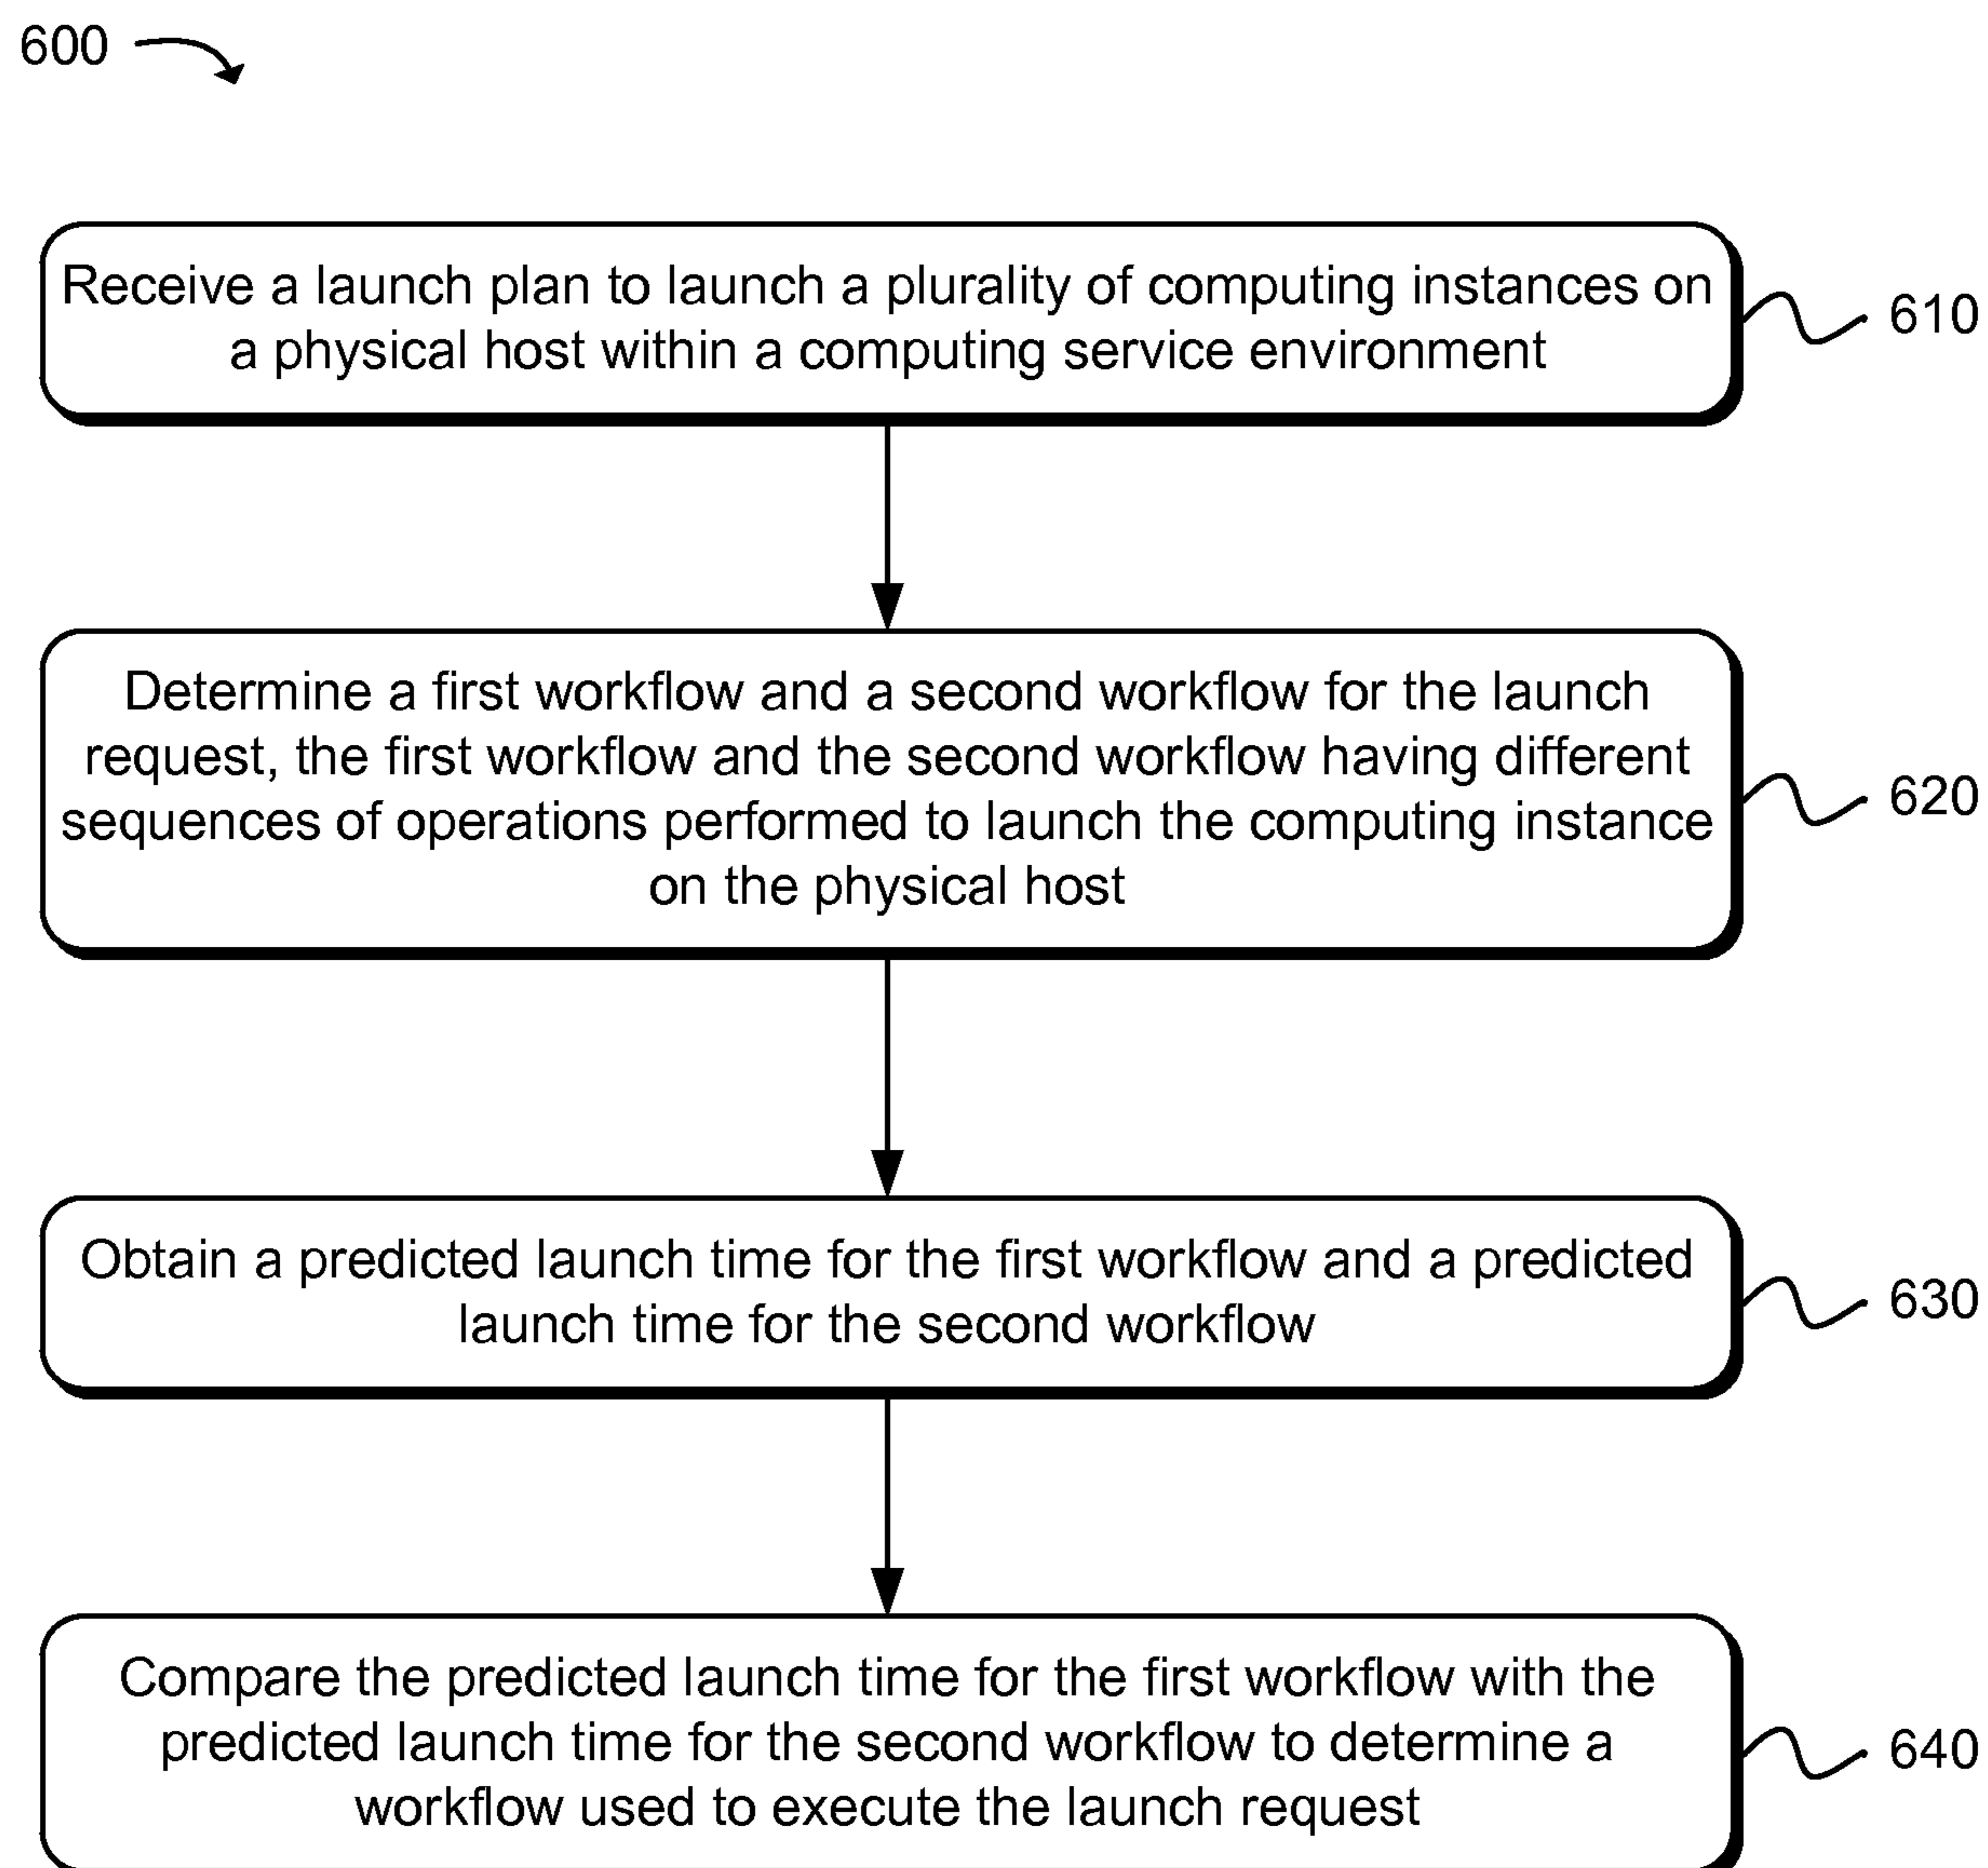 600
Receive a launch plan to launch a plurality of computing instances on
a physical host within a computing service environment
610
Determine a first workflow and a second workflow for the launch
request, the first workflow and the second workflow having different
sequences of operations performed to launch the computing instance
on the physical host
620
Obtain a predicted launch time for the first workflow and a predicted
launch time for the second workflow
630
Compare the predicted launch time for the first workflow with the
predicted launch time for the second workflow to determine a
workflow used to execute the launch request
640